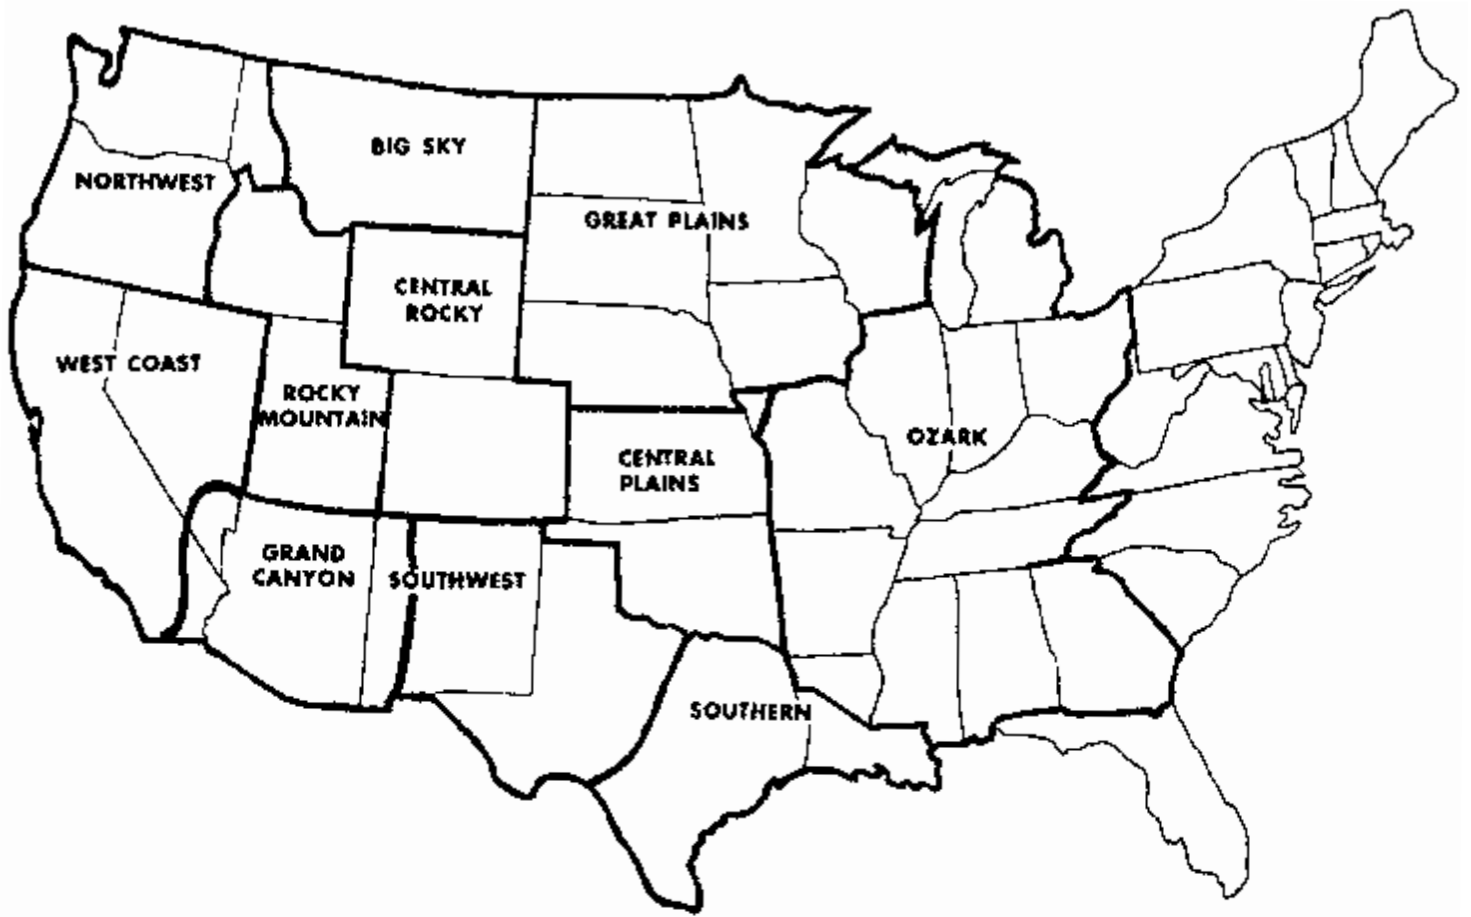 BIG SKY
NORTHWEST
GREAT PLAINS
CENTRAL
ROCKY
WEST COAST
ROCKY
MOUNTAIN
OZARK
CENTRAL
PLAINS
GRAND
CANYON
SOUTHWEST
SOUTHERN